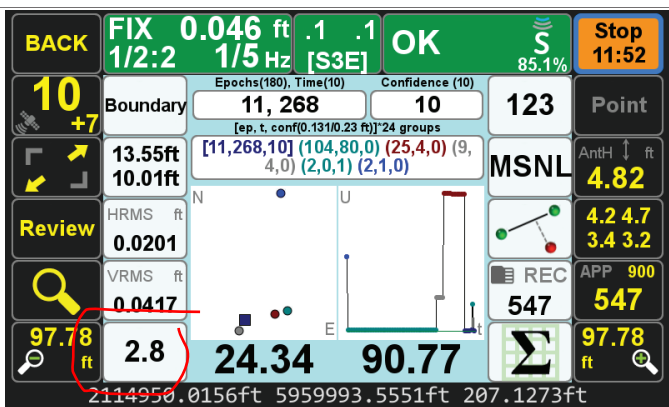 BACK
FIX 0.046 ft .1 .1 OK S Stop
1/2:2 1/5 Hz [S3E] 85.1% 11:52
10 +7
Boundary
Epochs(180), Time(10) Confidence (10)
11, 268 10
[ep, t, conf(0.131/0.23 ft)]*24 groups
123
Point
13.55ft
10.01ft
[11,268,10] (104,80,0) (25,4,0) (9,
4,0) (2,0,1) (2,1,0)
MSNL
AntH ft
4.82
Review
HRMS ft
0.0201
N
U
E
t
4.2 4.7
3.4 3.2
VRMS ft
0.0417
REC
547
APP 900
547
97.78
ft
2.8
24.34 90.77
Σ
97.78
ft
2114950.0156ft 5959993.5551ft 207.1273ft